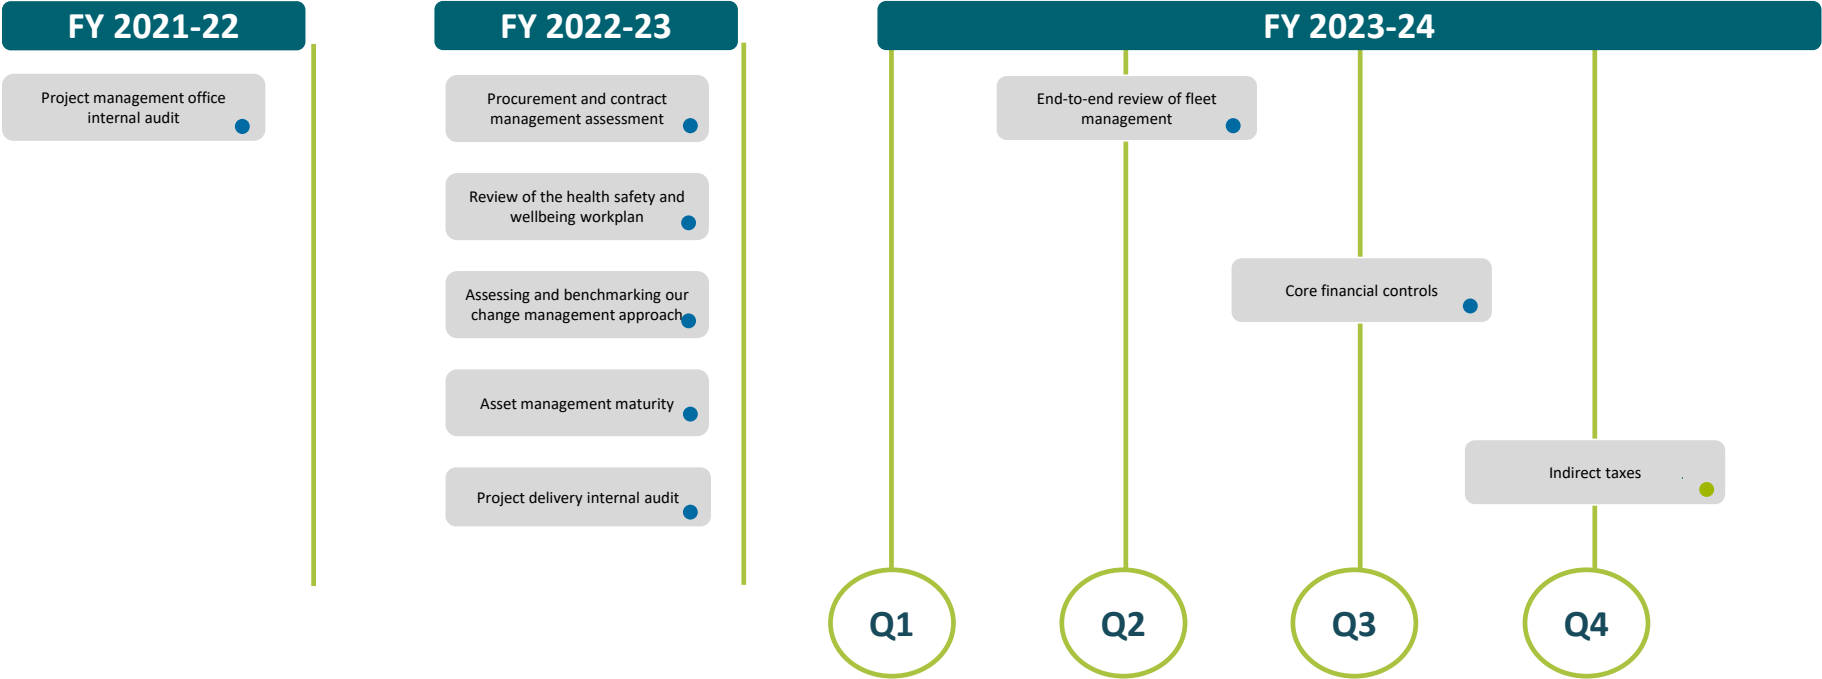 FY 2021-22
Project management office
internal audit
FY 2022-23
Procurement and contract
management assessment
Review of the health safety and
wellbeing workplan
Assessing and benchmarking our
change management approach
Asset management maturity
Project delivery internal audit
FY 2023-24
End-to-end review of fleet
management
Core financial controls
Indirect taxes
Q1
Q2
Q3
Q4